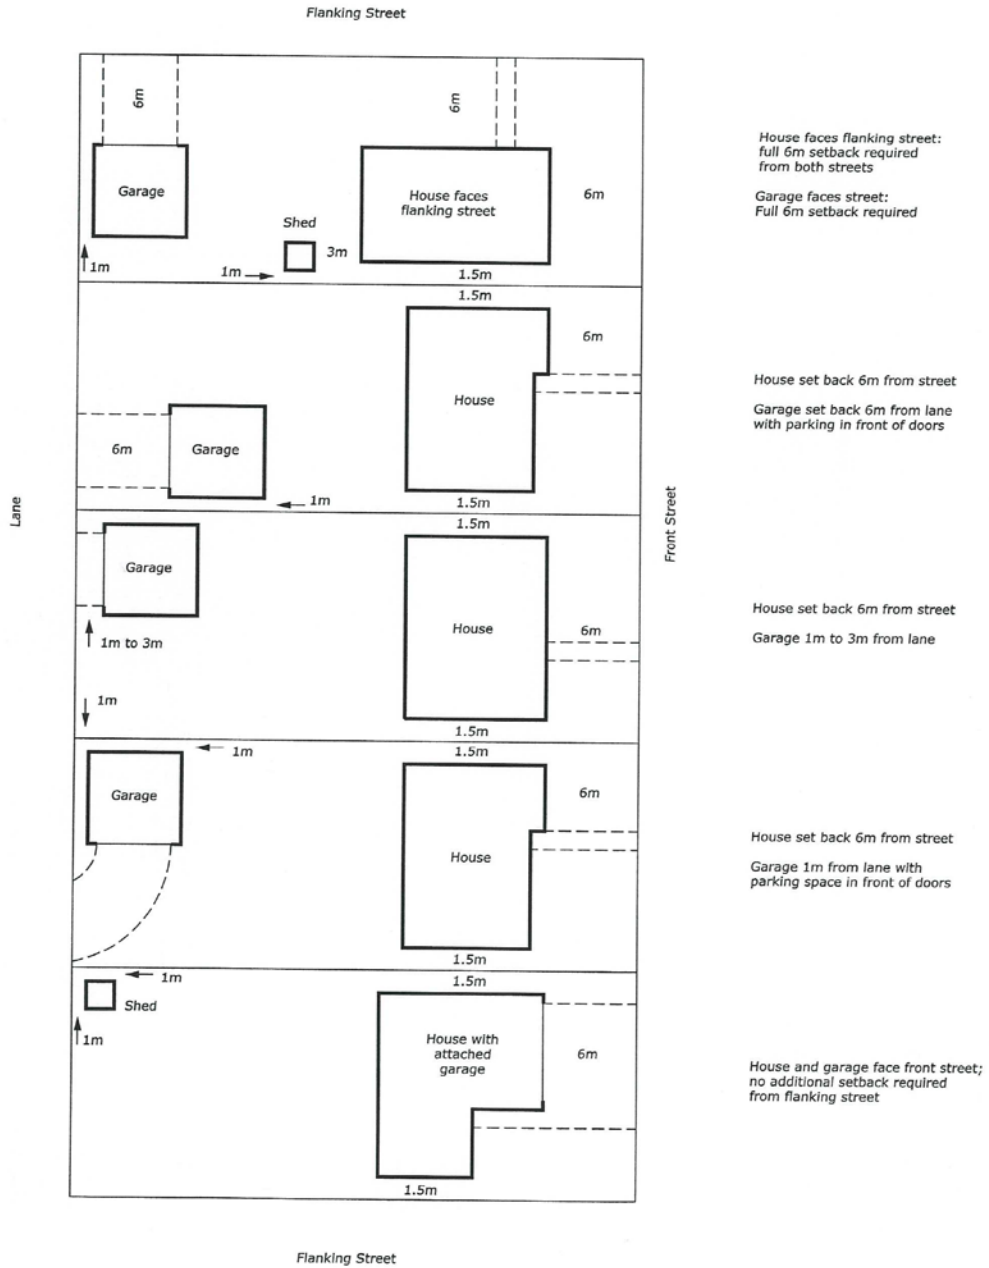 Flanking Street
6m
6m
House faces flanking street:
full 6m setback required
from both streets
Garage
House faces
flanking street
6m
Garage faces street:
Full 6m setback required
Shed
3m
1m
1m
1.5m
1.5m
6m
House set back 6m from street
House
Garage set back 6m from lane
with parking in front of doors
6m
Garage
1m
1.5m
Lane
Front Street
1.5m
Garage
House set back 6m from street
House
6m
1m to 3m
Garage 1m to 3m from lane
1m
1.5m
1m
1.5m
Garage
6m
House set back 6m from street
House
Garage 1m from lane with
parking space in front of doors
1.5m
1m
1.5m
Shed
1m
House with
attached
garage
6m
House and garage face front street;
no additional setback required
from flanking street
1.5m
Flanking Street